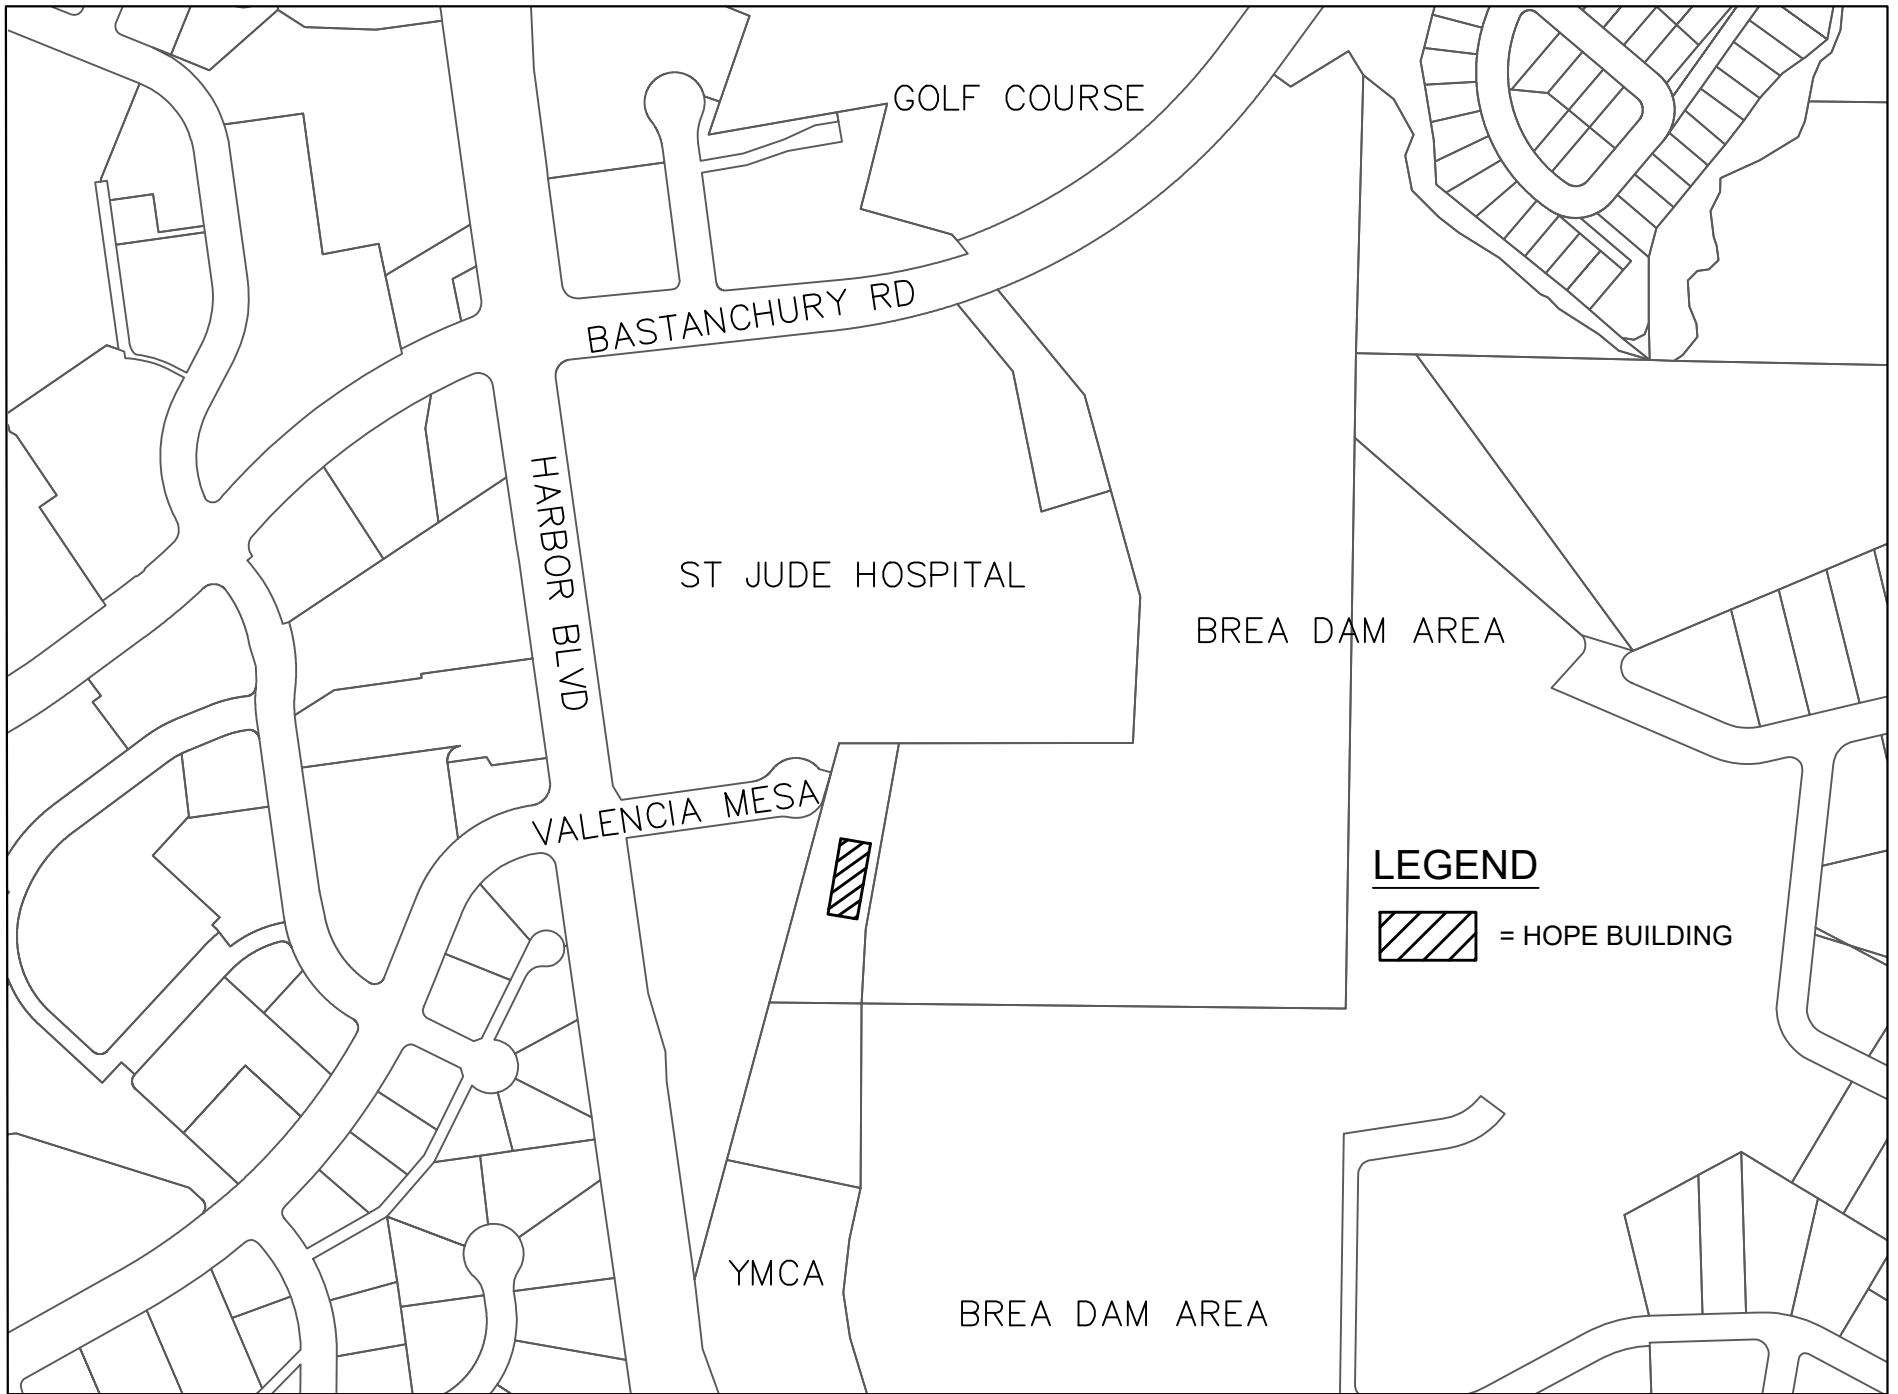 GOLF COURSE
BASTANCHURY RD
HARBOR BLVD
ST JUDE HOSPITAL
BREA DAM AREA
VALENCIA MESA
LEGEND
= HOPE BUILDING
YMCA
BREA DAM AREA